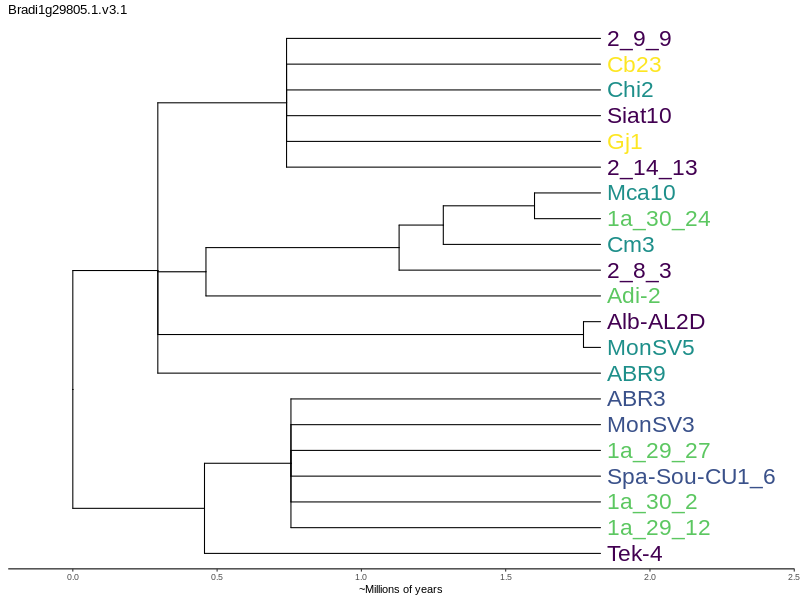 Bradi1g29805.1.v3.1
2_9_9
Cb23
Chi2
Siat10
Gj1
2_14_13
Mca10
1a_30_24
Cm3
2_8_3
Adi-2
Alb-AL2D
MonSV5
ABR9
ABR3
MonSV3
1a_29_27
Spa-Sou-CU1_6
1a_30_2
1a_29_12
Tek-4
0.0 0.5 1.0 1.5 2.0 2.5
~Millions of years